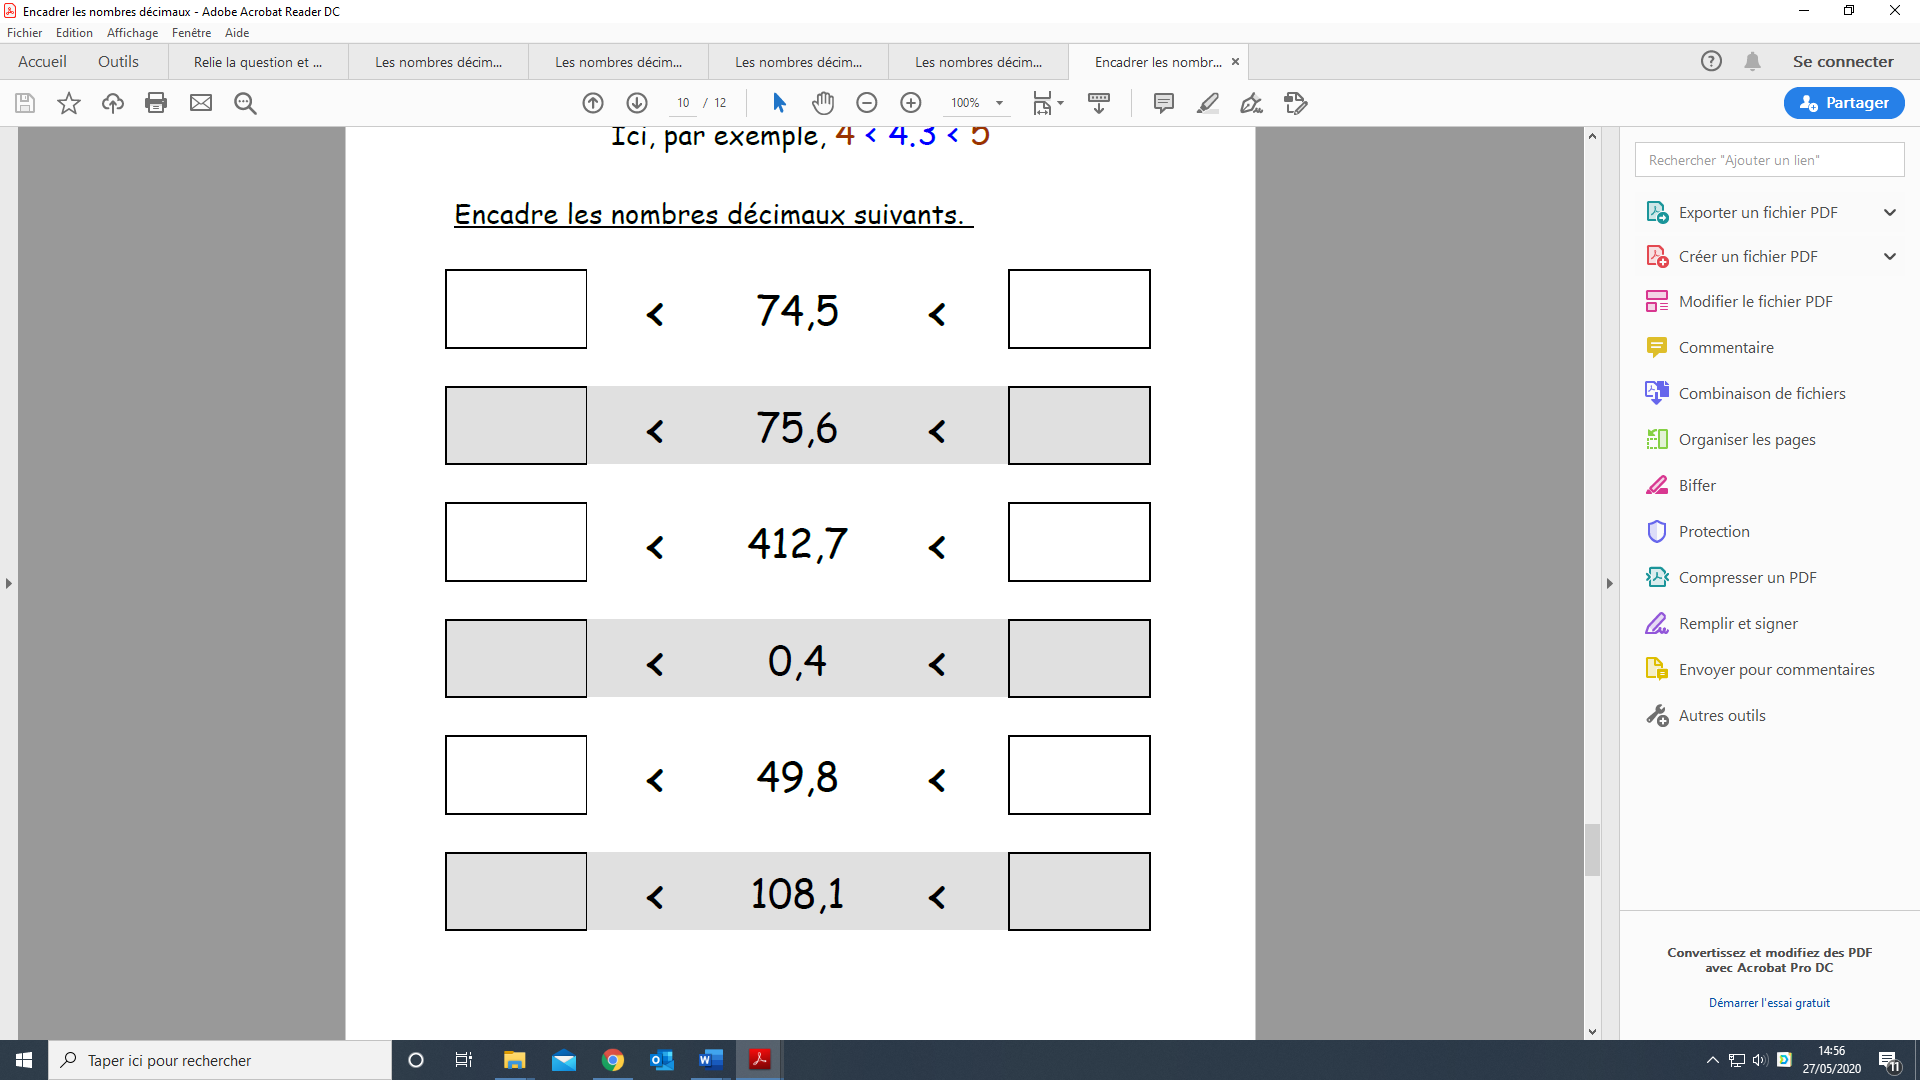 Encadrer les nombres décimaux - Adobe Acrobat Reader DC
Fichier Edition Affichage Fenêtre Aide
Accueil Outils Relie la question et ... Les nombres décim... Les nombres décim... Les nombres décim... Les nombres décim... Encadrer les nombr... × Se connecter
10 / 12 100% Partager
Ici, par exemple, 4 < 4.3 < 5
Encadre les nombres décimaux suivants.
< 74,5 <
< 75,6 <
< 412,7 <
< 0,4 <
< 49,8 <
< 108,1 <
Rechercher "Ajouter un lien"
Exporter un fichier PDF
Créer un fichier PDF
Modifier le fichier PDF
Commentaire
Combinaison de fichiers
Organiser les pages
Biffer
Protection
Compresser un PDF
Remplir et signer
Envoyer pour commentaires
Autres outils
Convertissez et modifiez des PDF
avec Acrobat Pro DC
Démarrer l'essai gratuit
Taper ici pour rechercher
14:56
27/05/2020
11